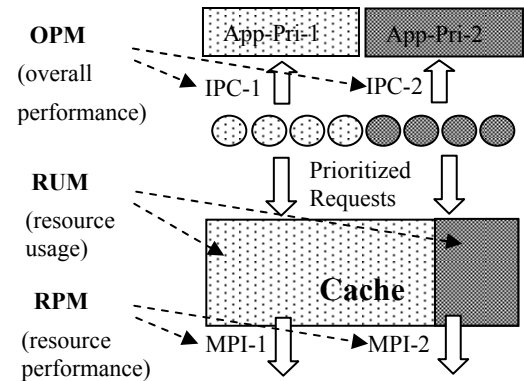 OPM
(overall
performance)
App-Pri-1
App-Pri-2
IPC-1
IPC-2
Prioritized
Requests
RUM
(resource
usage)
Cache
RPM
(resource
performance)
MPI-1
MPI-2